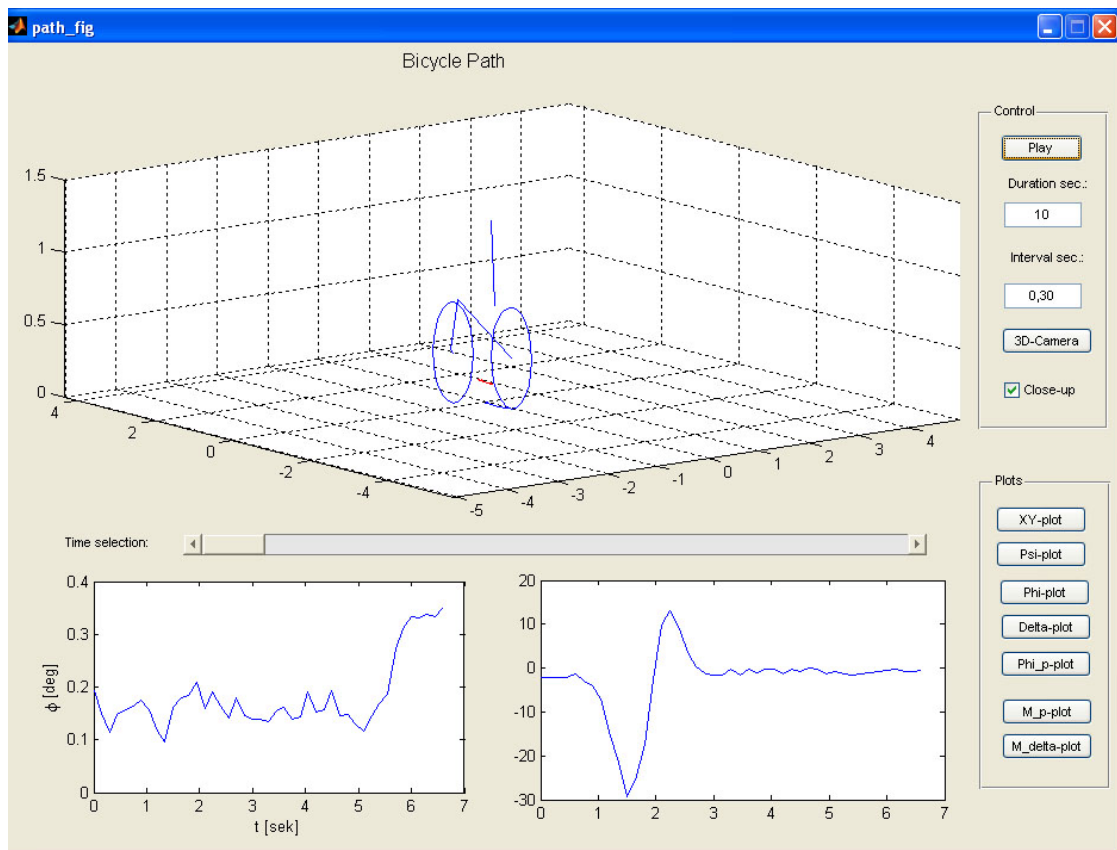 path_fig
Bicycle Path
1.5
1
0.5
0
4
2
0
-2
-4
-5
-4
-3
-2
-1
0
1
2
3
4
Control
Play
Duration sec.:
10
Interval sec.:
0,30
3D-Camera
Close-up
Time selection:
Plots
XY-plot
Psi-plot
Phi-plot
Delta-plot
Phi_p-plot
M_p-plot
M_delta-plot
0.4
0.3
0.2
0.1
0
ϕ [deg]
0 1 2 3 4 5 6 7
t [sek]
20
10
0
-10
-20
-30
0 1 2 3 4 5 6 7